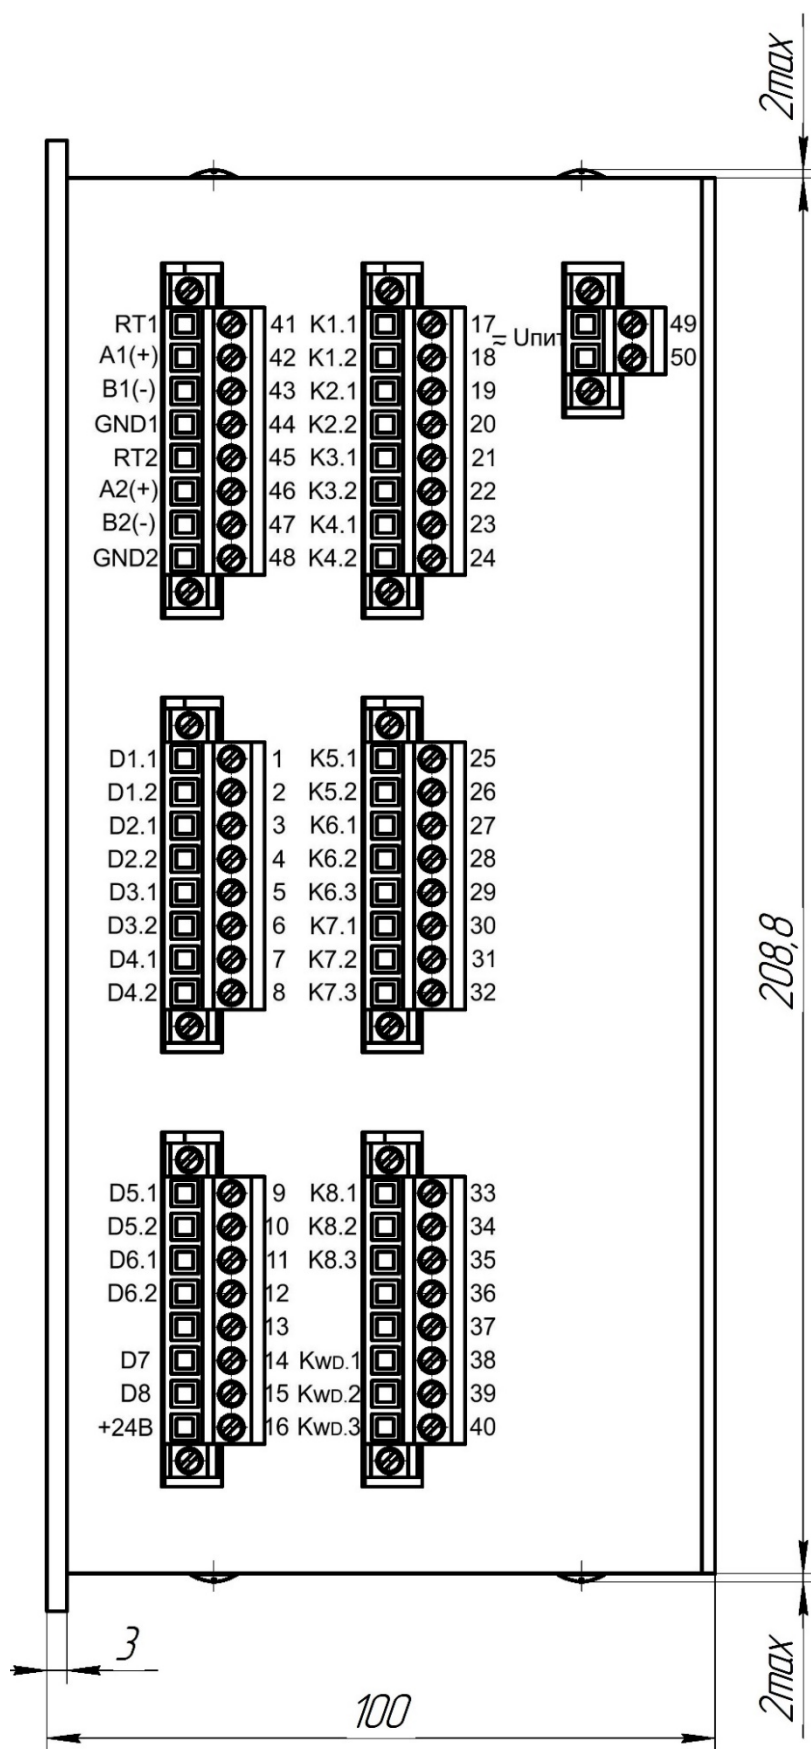 2max
RT1 41 K1.1 17 ≂ Uпит 49
A1(+) 42 K1.2 18 50
B1(-) 43 K2.1 19
GND1 44 K2.2 20
RT2 45 K3.1 21
A2(+) 46 K3.2 22
B2(-) 47 K4.1 23
GND2 48 K4.2 24
D1.1 1 K5.1 25
D1.2 2 K5.2 26
D2.1 3 K6.1 27
D2.2 4 K6.2 28
D3.1 5 K6.3 29
D3.2 6 K7.1 30
D4.1 7 K7.2 31
D4.2 8 K7.3 32
208,8
D5.1 9 K8.1 33
D5.2 10 K8.2 34
D6.1 11 K8.3 35
D6.2 12 36
13 37
D7 14 KWD.1 38
D8 15 KWD.2 39
+24В 16 KWD.3 40
3
2max
100